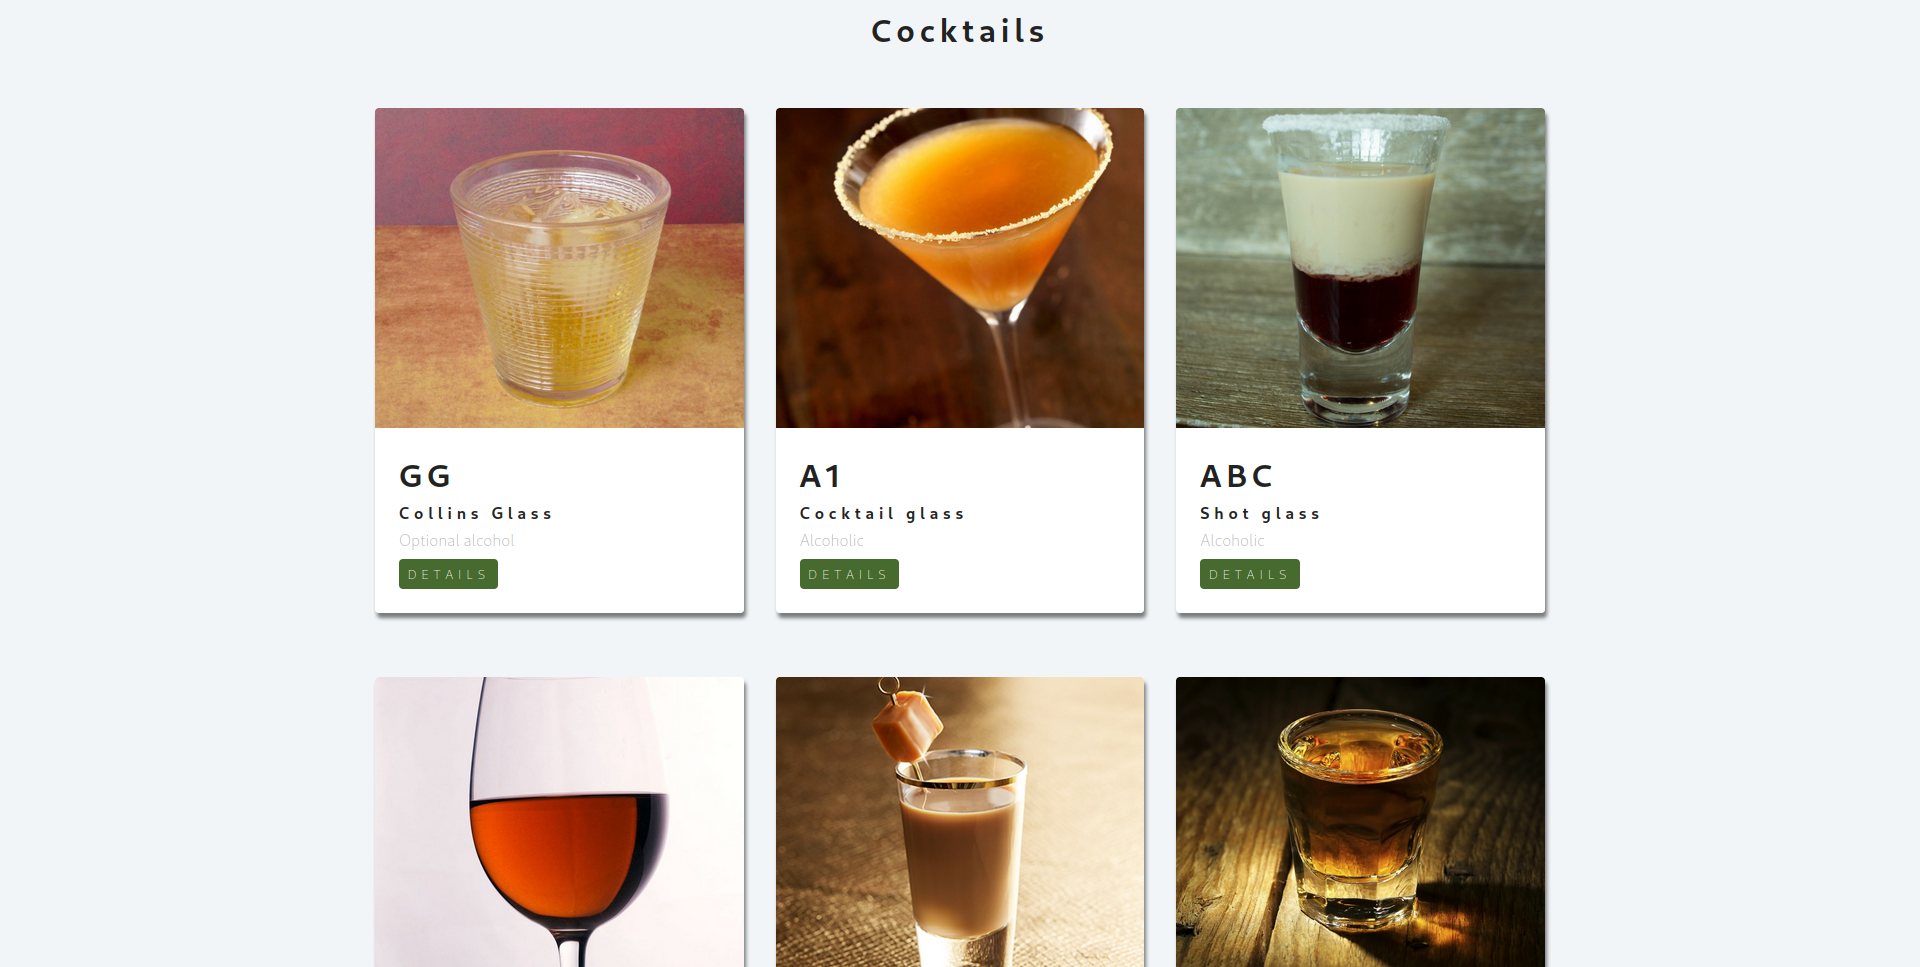 Cocktails
GG
Collins Glass
Optional alcohol
DETAILS
A1
Cocktail glass
Alcoholic
DETAILS
ABC
Shot glass
Alcoholic
DETAILS